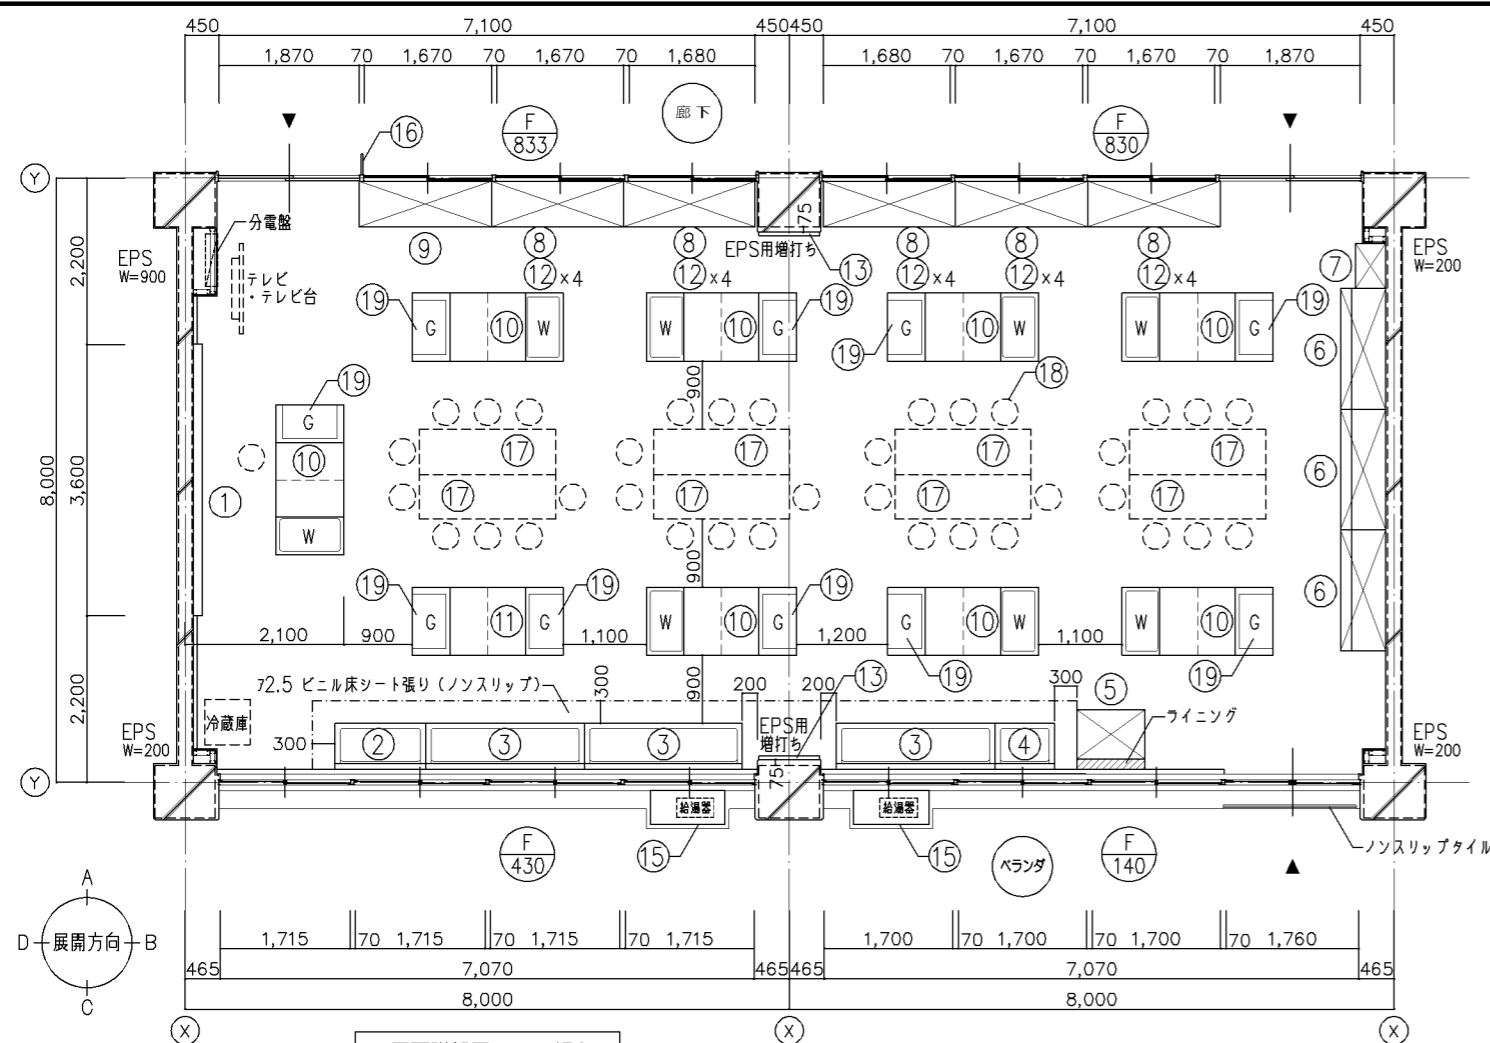 450 7,100 450 450 7,100 450
1,870 70 1,670 70 1,670 70 1,680 1,680 70 1,670 70 1,670 70 1,870
廊下
F
833
F
830
16
Y
分電盤
EPS
W=900
テレビ
・テレビ台
9
8
12×4
8
12×4
75
EPS用増打ち
13
8
12×4
8
12×4
8
12×4
7
EPS
W=200
2,200
19 G 10 W
W 10 G 19
19 G 10 W
W 10 G 19
6
900
18
19
G
10
W
1
17
17
17
17
17
17
17
17
6
8,000
3,600
900
19 G 11 G 19
W 10 G 19
G 10 W 19
W 10 G 19
6
2,100 900 1,100 1,200 1,100
2,200
ア2.5 ビニル床シート張り(ノンスリップ)
300
900
200
200
13
300
5
ライニング
冷蔵庫
EPS
W=200
300
2
3
3
EPS用
増打ち
75
3
4
EPS
W=200
Y
給湯器
給湯器
15
15
F
430
ベランダ
F
140
ノンスリップタイル
A
D 展開方向 B
C
1,715 70 1,715 70 1,715 70 1,715 1,700 70 1,700 70 1,700 70 1,760
465 7,070 465 465 7,070 465
8,000 8,000
X X X